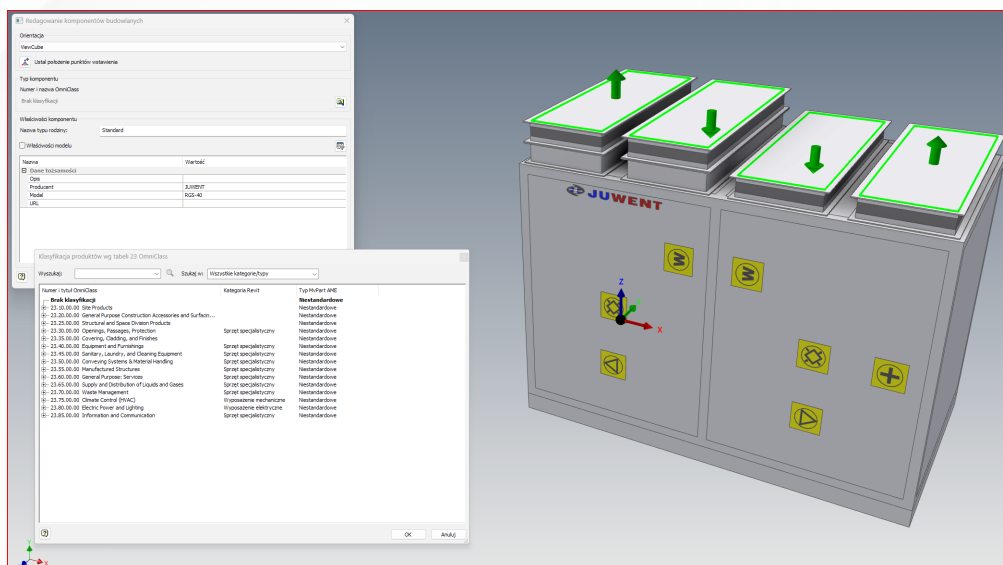 Redagowanie komponentów budowlanych
Orientacja
ViewCube
Ustal położenie punktów wstawienia
Typ komponentu
Numer i nazwa OmniClass
Brak klasyfikacji
Właściwości komponentu
Nazwa typu rodziny: Standard
Właściwości modelu
Nazwa Wartość
Dane tożsamości
Opis
Producent JUWENT
Model RGS-40
URL
Klasyfikacja produktów wg tabeli 23 OmniClass
Wyszukaj: Szukaj w: Wszystkie kategorie/typy
Numer i tytuł OmniClass Kategoria Revit Typ MvPart AME
Brak klasyfikacji Niestandardowe
23.10.00.00 Site Products Niestandardowe
23.20.00.00 General Purpose Construction Accessories and Surfacin... Niestandardowe
23.25.00.00 Structural and Space Division Products Niestandardowe
23.30.00.00 Openings, Passages, Protection Sprzęt specjalistyczny Niestandardowe
23.35.00.00 Covering, Cladding, and Finishes Niestandardowe
23.40.00.00 Equipment and Furnishings Sprzęt specjalistyczny Niestandardowe
23.45.00.00 Sanitary, Laundry, and Cleaning Equipment Sprzęt specjalistyczny Niestandardowe
23.50.00.00 Conveying Systems & Material Handling Sprzęt specjalistyczny Niestandardowe
23.55.00.00 Manufactured Structures Sprzęt specjalistyczny Niestandardowe
23.60.00.00 General Purpose: Services Sprzęt specjalistyczny Niestandardowe
23.65.00.00 Supply and Distribution of Liquids and Gases Sprzęt specjalistyczny Niestandardowe
23.70.00.00 Waste Management Sprzęt specjalistyczny Niestandardowe
23.75.00.00 Climate Control (HVAC) Wyposażenie mechaniczne Niestandardowe
23.80.00.00 Electric Power and Lighting Wyposażenie elektryczne Niestandardowe
23.85.00.00 Information and Communication Sprzęt specjalistyczny Niestandardowe
OK Anuluj
JUWENT
Z
X
Y
X